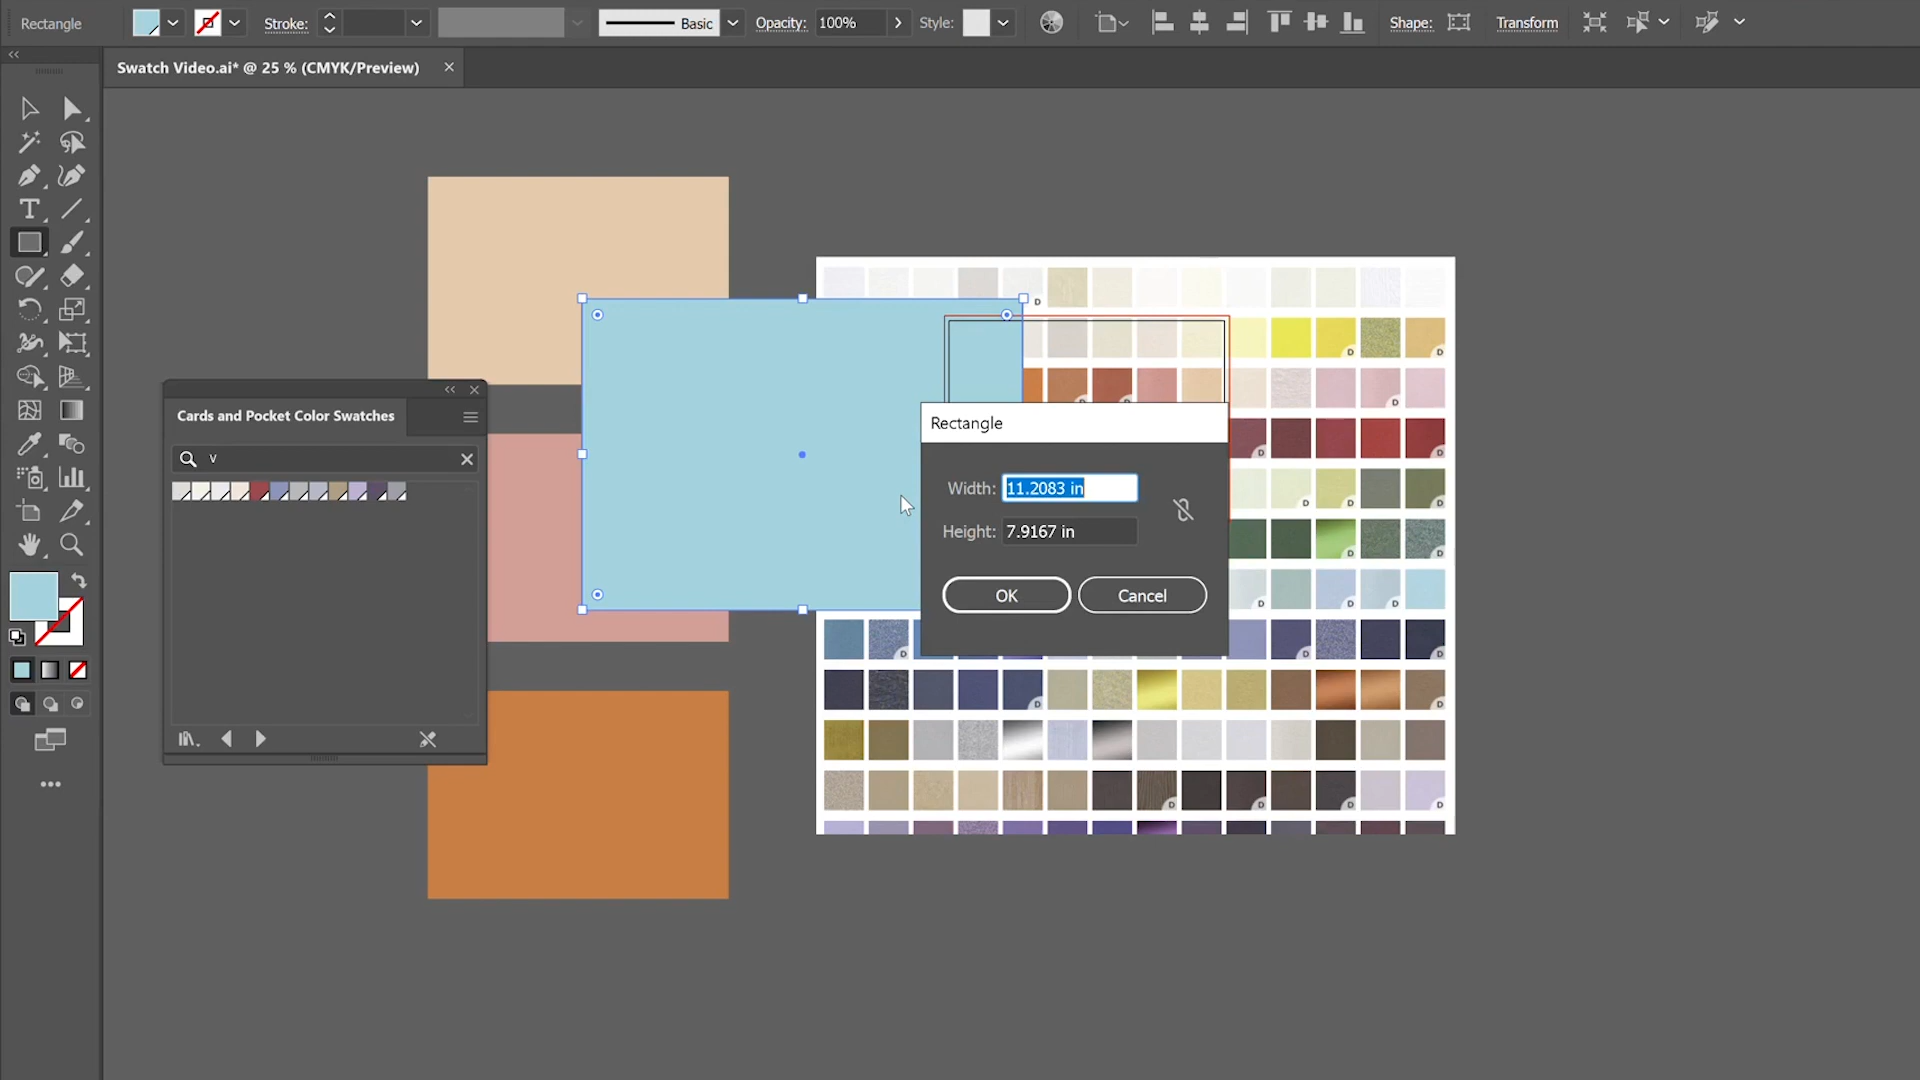 Rectangle
Stroke:
Basic
Opacity:
100%
Style:
Shape:
Transform
Swatch Video.ai* @ 25 % (CMYK/Preview)
Cards and Pocket Color Swatches
v
Rectangle
Width:
11.2083 in
Height:
7.9167 in
OK
Cancel